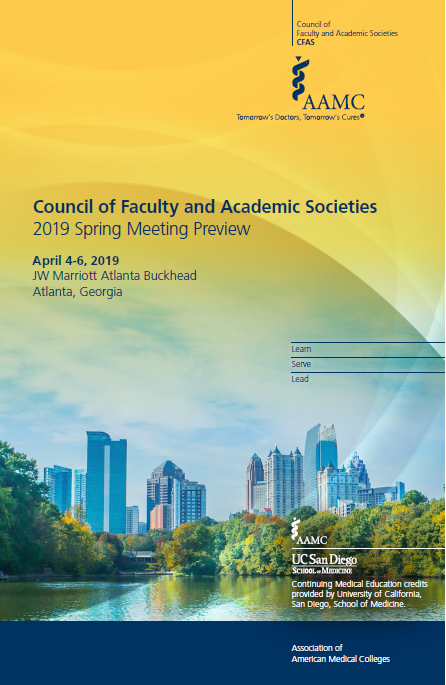 Council of
Faculty and Academic Societies
CFAS
AAMC
Tomorrow's Doctors, Tomorrow's Cures®
Council of Faculty and Academic Societies
2019 Spring Meeting Preview
April 4-6, 2019
JW Marriott Atlanta Buckhead
Atlanta, Georgia
Learn
Serve
Lead
AAMC
UC San Diego
SCHOOL OF MEDICINE
Continuing Medical Education credits
provided by University of California,
San Diego, School of Medicine.
Association of
American Medical Colleges